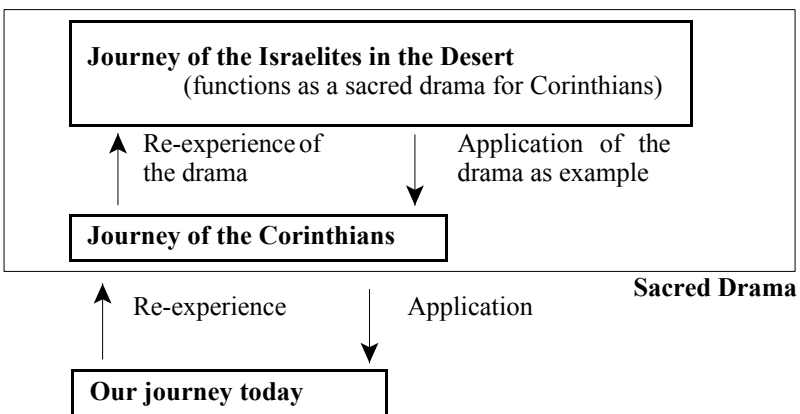 Journey of the Israelites in the Desert
(functions as a sacred drama for Corinthians)
Re-experience of
the drama
Application of the
drama as example
Journey of the Corinthians
Sacred Drama
Re-experience
Application
Our journey today